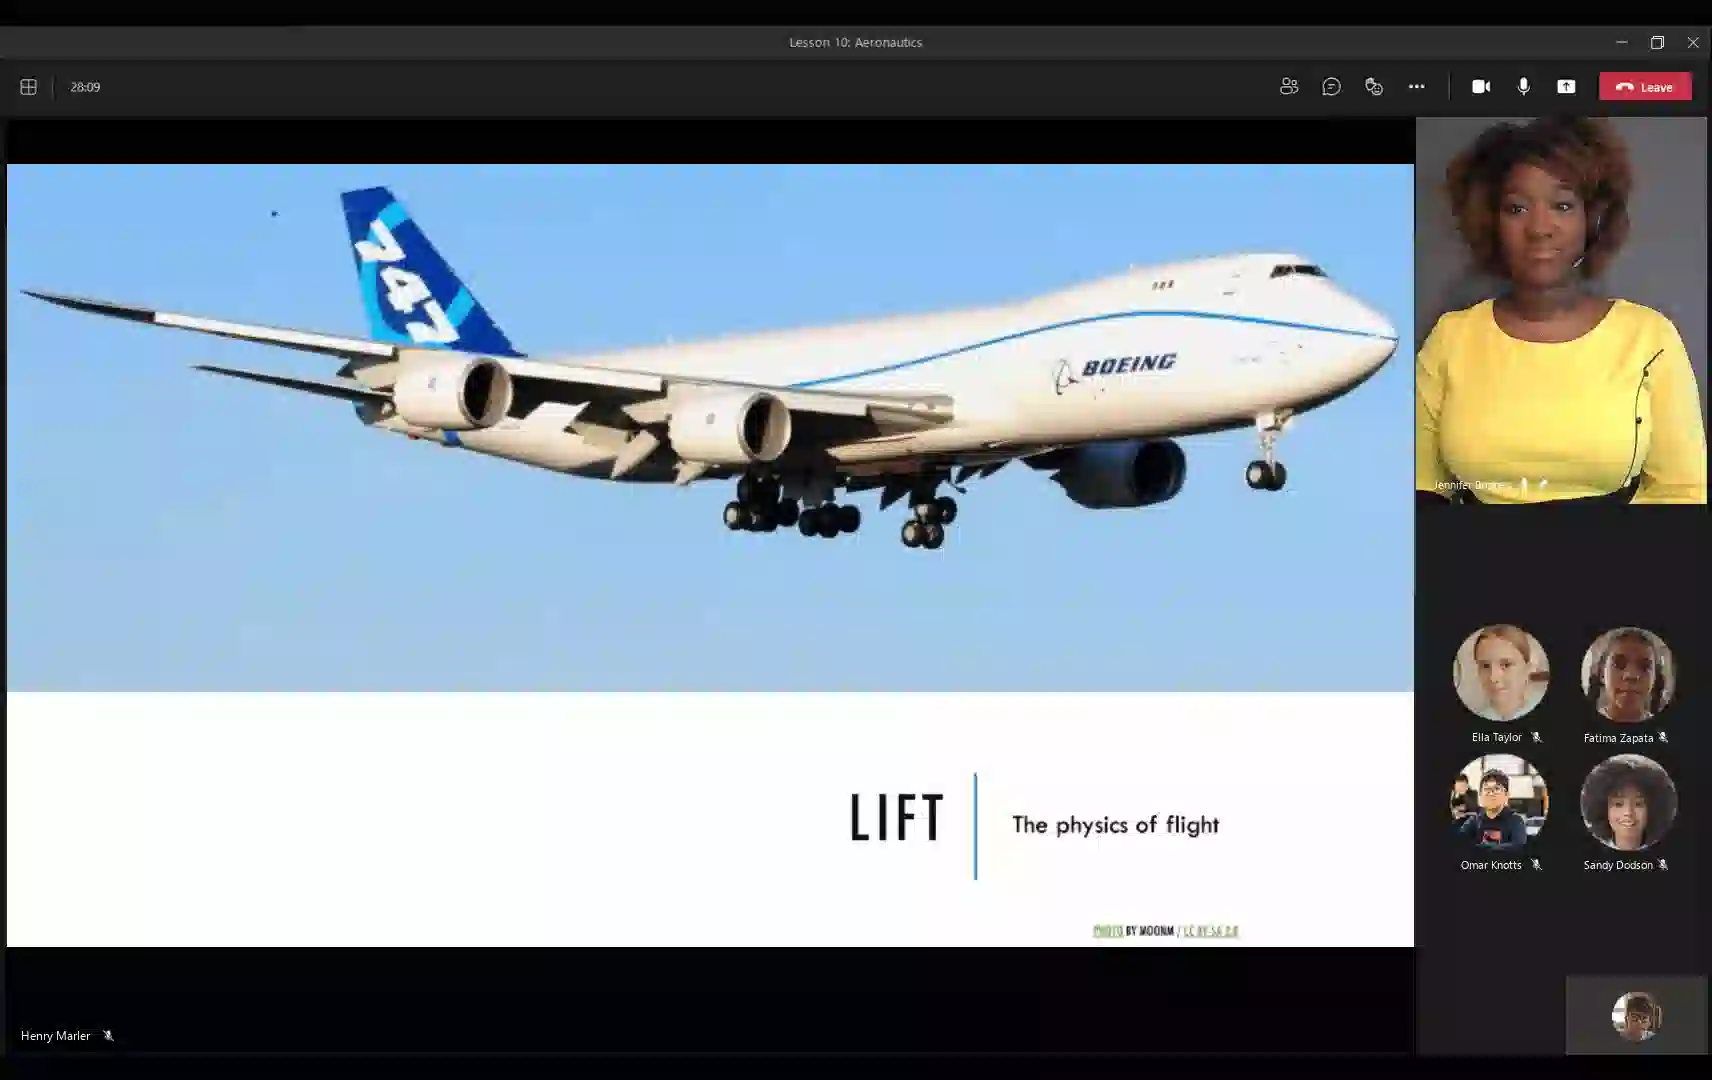 Lesson 10: Aeronautics
28:09
Leave
747
BOEING
Jennifer
Ella Taylor
Fatima Zapata
Omar Knotts
Sandy Dodson
LIFT
The physics of flight
PHOTO BY MOONM / CC BY-SA 2.0
Henry Marler